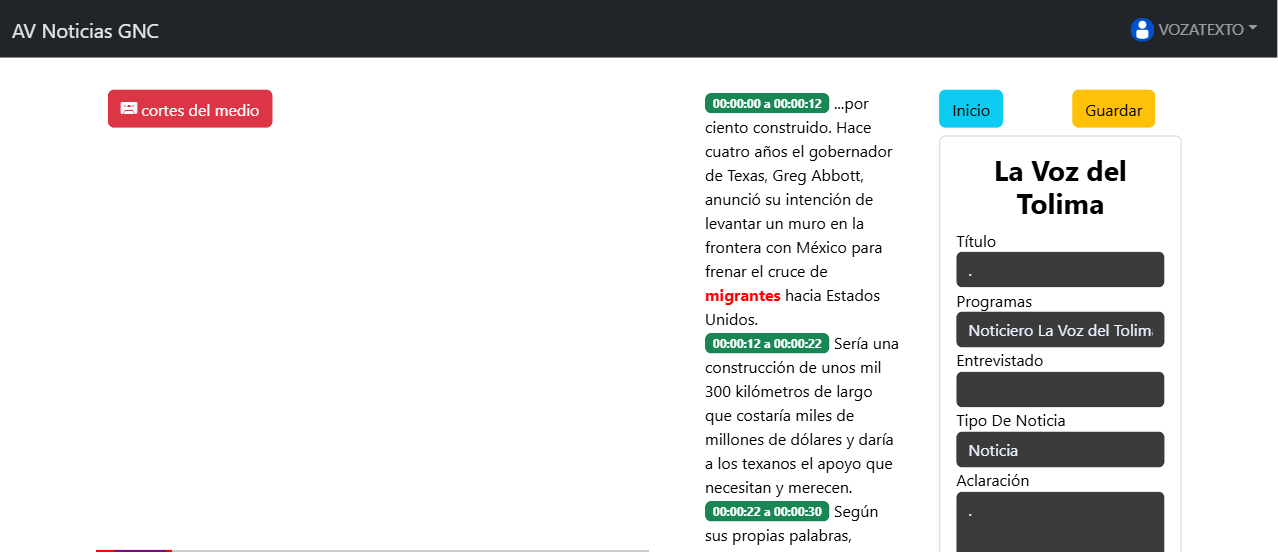 AV Noticias GNC
VOZATEXTO
cortes del medio
00:00:00 a 00:00:12 ...por
ciento construido. Hace
cuatro años el gobernador
de Texas, Greg Abbott,
anunció su intención de
levantar un muro en la
frontera con México para
frenar el cruce de
migrantes hacia Estados
Unidos.
00:00:12 a 00:00:22 Sería una
construcción de unos mil
300 kilómetros de largo
que costaría miles de
millones de dólares y daría
a los texanos el apoyo que
necesitan y merecen.
00:00:22 a 00:00:30 Según
sus propias palabras,
Inicio
Guardar
La Voz del
Tolima
Título
.
Programas
Noticiero La Voz del Tolim
Entrevistado
Tipo De Noticia
Noticia
Aclaración
.